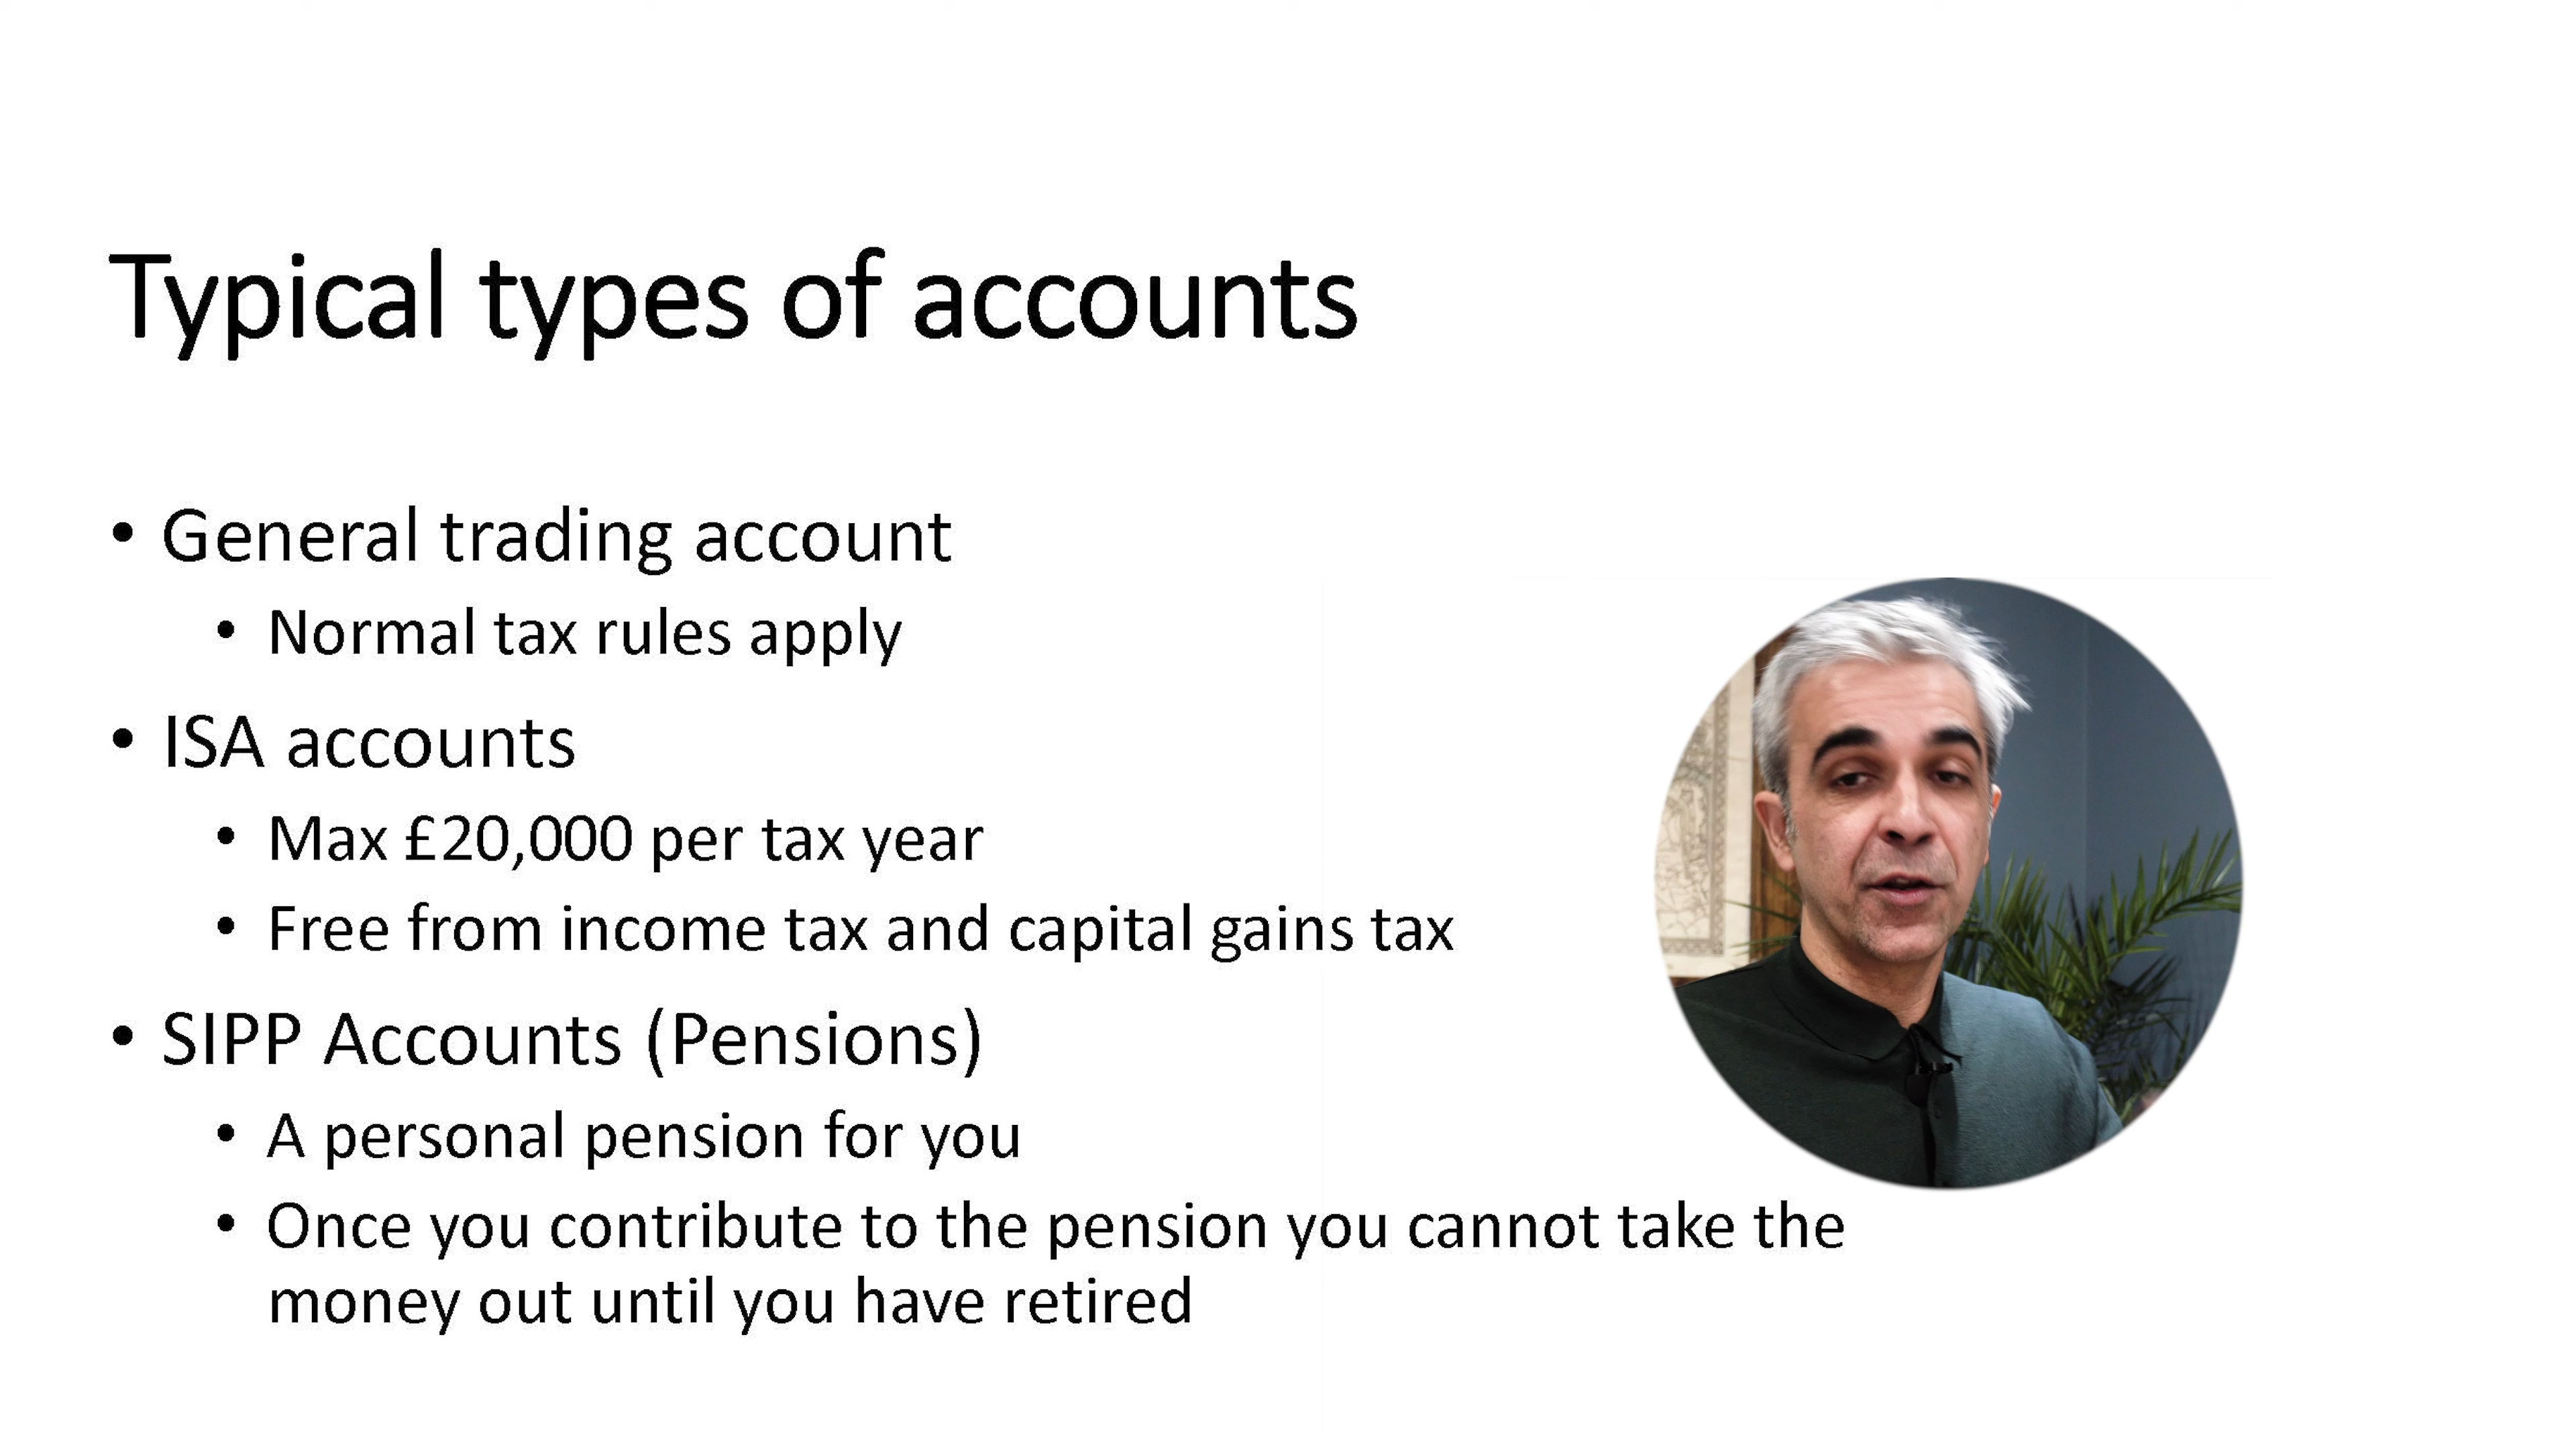 Typical types of accounts
• General trading account
• Normal tax rules apply
• ISA accounts
• Max £20,000 per tax year
• Free from income tax and capital gains tax
• SIPP Accounts (Pensions)
• A personal pension for you
• Once you contribute to the pension you cannot take the
money out until you have retired